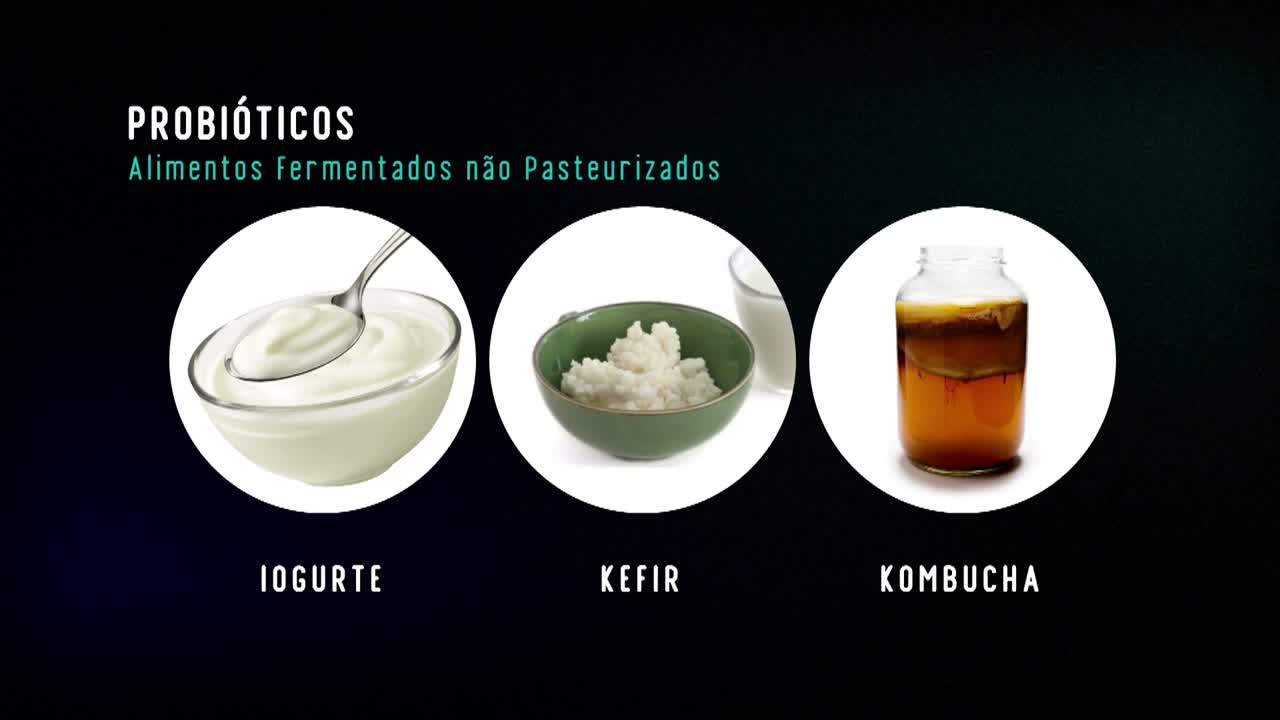 PROBIÓTICOS
Alimentos Fermentados não Pasteurizados
IOGURTE
KEFIR
KOMBUCHA